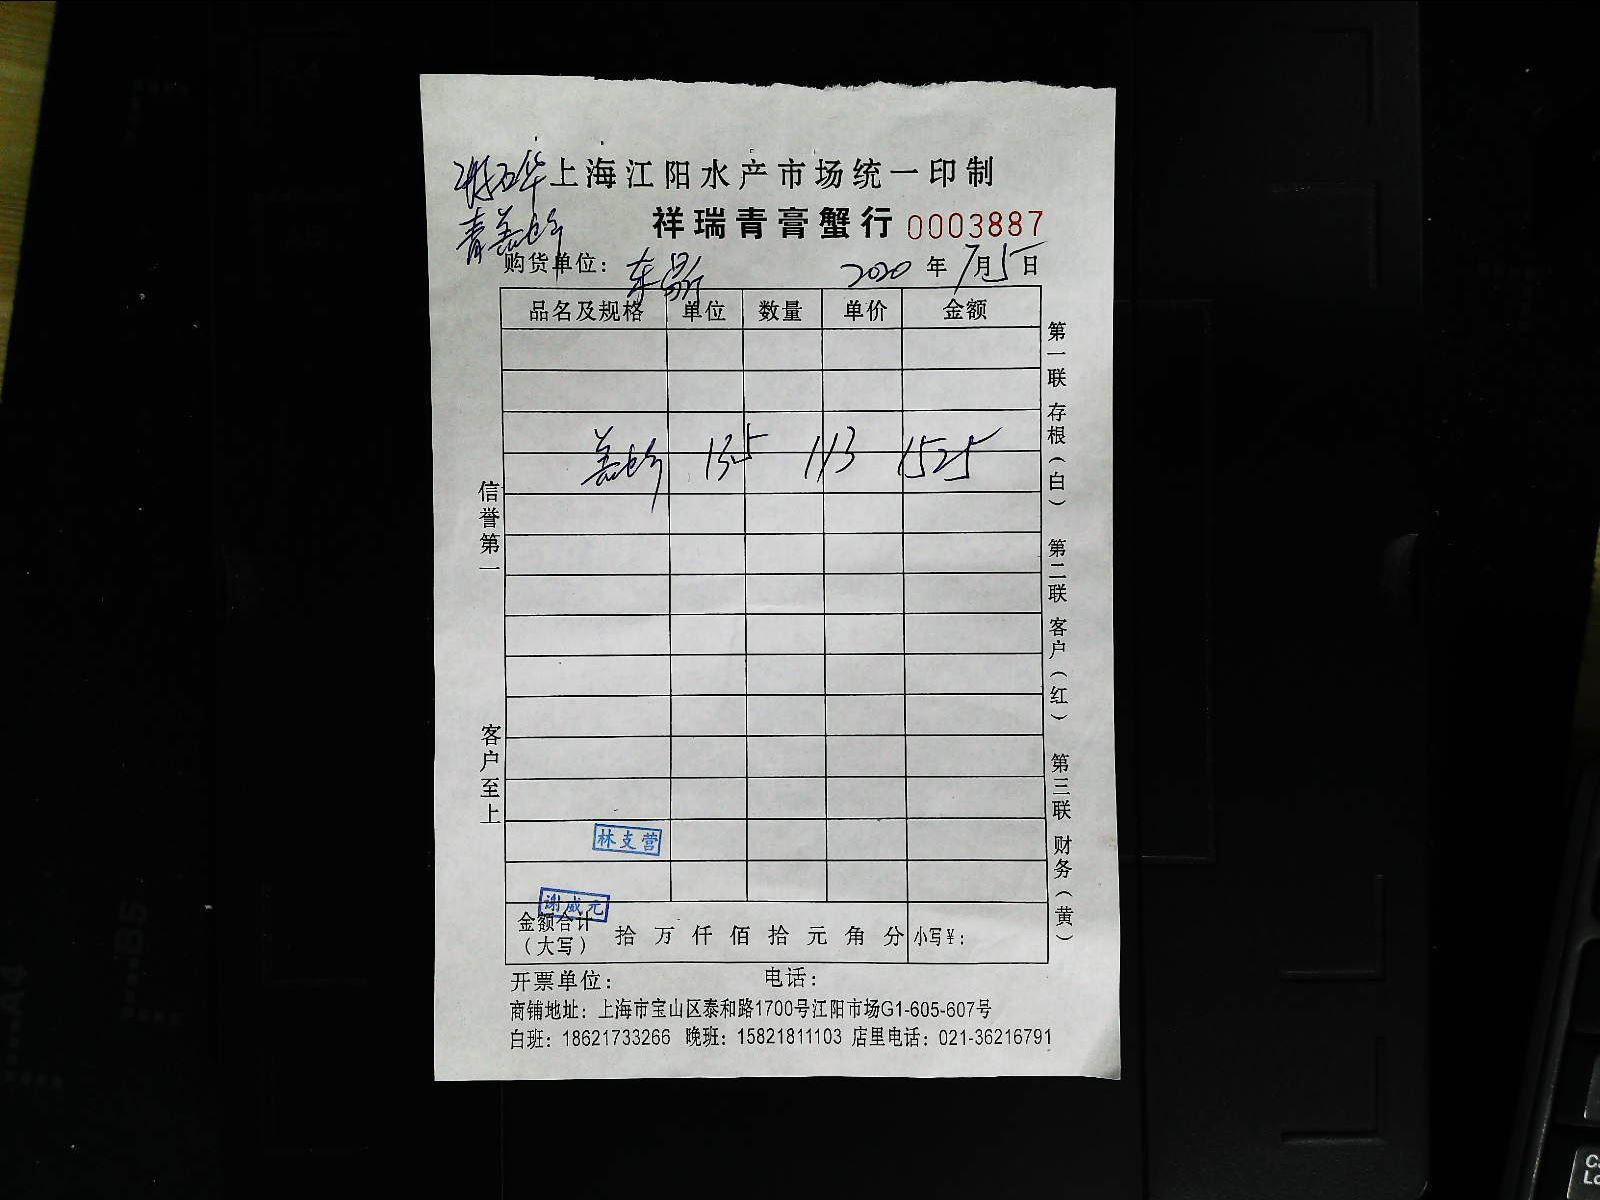 上海江阳水产市场统一印制
祥瑞青膏蟹行 0003887
青
购货单位： 东 2020 年 7月5日
品名及规格 单位 数量 单价 金额
13.5 113 1525
信誉第一
客户至上
第一联 存根（白） 第二联 客户（红） 第三联 财务（黄）
林支营
谢威元
金额合计（大写） 拾 万 仟 佰 拾 元 角 分 小写¥：
开票单位： 电话：
商铺地址：上海市宝山区泰和路1700号江阳市场G1-605-607号
白班：18621733266 晚班：15821811103 店里电话：021-36216791